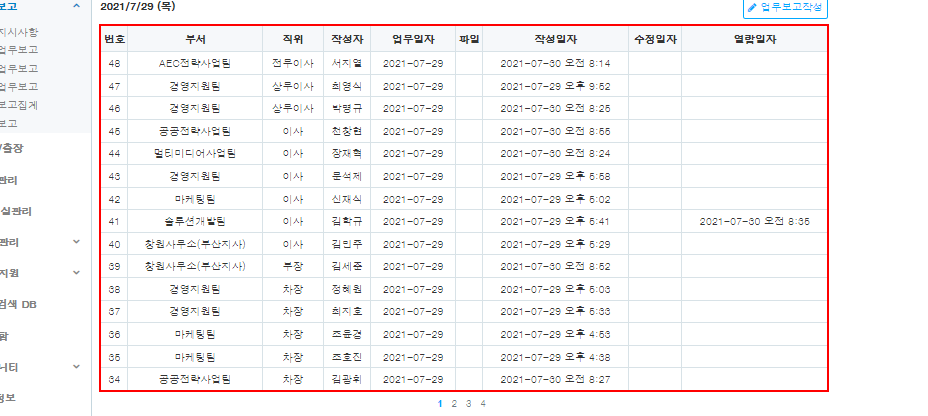 보고
2021/7/29 (목)
업무보고작성
지시사항
업무보고
업무보고
업무보고
보고집계
보고
/출장
관리
실관리
관리
지원
검색 DB
팜
니티
정보
번호 부서 직위 작성자 업무일자 파일 작성일자 수정일자 열람일자
48 AEC전략사업팀 전무이사 서지열 2021-07-29 2021-07-30 오전 8:14
47 경영지원팀 상무이사 최영식 2021-07-29 2021-07-29 오후 9:52
46 경영지원팀 상무이사 박명규 2021-07-29 2021-07-30 오전 8:25
45 공공전략사업팀 이사 천창현 2021-07-29 2021-07-30 오전 8:55
44 멀티미디어사업팀 이사 장재혁 2021-07-29 2021-07-30 오전 8:24
43 경영지원팀 이사 문석제 2021-07-29 2021-07-29 오후 5:58
42 마케팅팀 이사 신재식 2021-07-29 2021-07-29 오후 5:02
41 솔루션개발팀 이사 김학규 2021-07-29 2021-07-29 오후 5:41 2021-07-30 오전 8:35
40 창원사무소(부산지사) 이사 김민주 2021-07-29 2021-07-29 오후 5:29
39 창원사무소(부산지사) 부장 김세준 2021-07-29 2021-07-29 오전 8:52
38 경영지원팀 차장 정혜원 2021-07-29 2021-07-29 오후 5:03
37 경영지원팀 차장 최지호 2021-07-29 2021-07-29 오후 5:33
36 마케팅팀 차장 조윤경 2021-07-29 2021-07-29 오후 4:53
35 마케팅팀 차장 조호진 2021-07-29 2021-07-29 오후 4:38
34 공공전략사업팀 차장 김광휘 2021-07-29 2021-07-29 오후 8:27
1 2 3 4